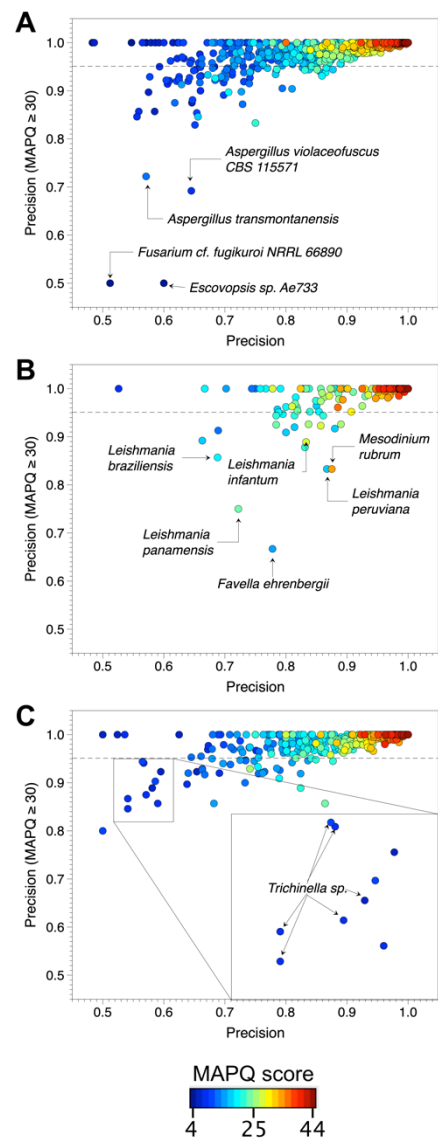 A
Precision (MAPQ ≥ 30)
1.0
0.9
0.8
0.7
0.6
0.5
Aspergillus violaceofuscus
CBS 115571
Aspergillus transmontanensis
Fusarium cf. fugikuroi NRRL 66890
Escovopsis sp. Ae733
0.5 0.6 0.7 0.8 0.9 1.0
Precision
B
Precision (MAPQ ≥ 30)
1.0
0.9
0.8
0.7
0.6
0.5
Leishmania
braziliensis
Leishmania
infantum
Mesodinium
rubrum
Leishmania
peruviana
Leishmania
panamensis
Favella ehrenbergii
0.5 0.6 0.7 0.8 0.9 1.0
Precision
C
Precision (MAPQ ≥ 30)
1.0
0.9
0.8
0.7
0.6
0.5
Trichinella sp.
0.5 0.6 0.7 0.8 0.9 1.0
Precision
MAPQ score
4 25 44